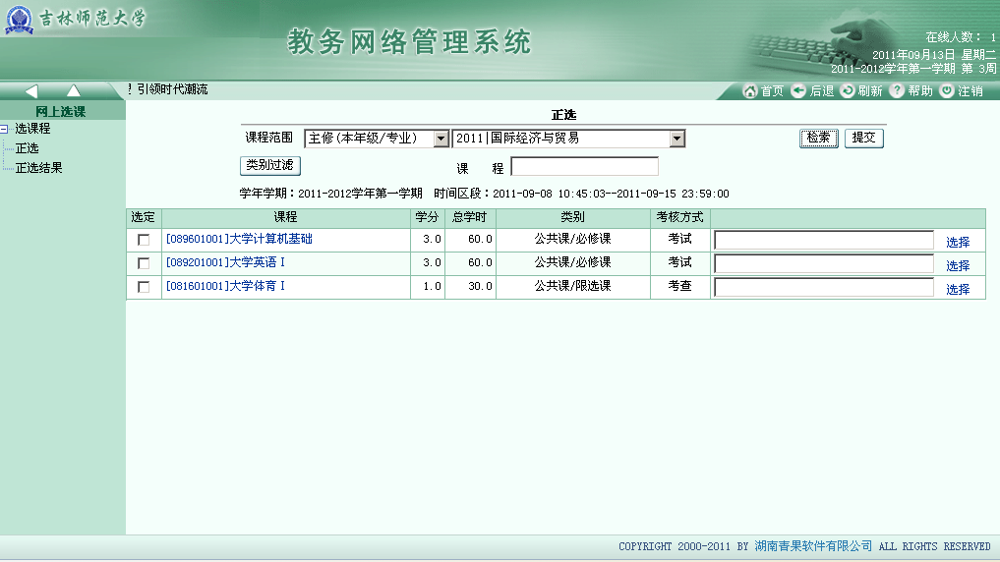 吉林师范大学
教务网络管理系统
在线人数： 1
2011年09月13日 星期二
2011-2012学年第一学期 第 3周
！引领时代潮流
首页 后退 刷新 帮助 注销
网上选课
选课程
正选
正选结果
正选
课程范围 主修(本年级/专业) 2011|国际经济与贸易 检索 提交
类别过滤 课 程
学年学期：2011-2012学年第一学期 时间区段：2011-09-08 10:45:03--2011-09-15 23:59:00
选定 课程 学分 总学时 类别 考核方式
[089601001]大学计算机基础 3.0 60.0 公共课/必修课 考试 选择
[089201001]大学英语Ⅰ 3.0 60.0 公共课/必修课 考试 选择
[081601001]大学体育Ⅰ 1.0 30.0 公共课/限选课 考查 选择
COPYRIGHT 2000-2011 BY 湖南青果软件有限公司 ALL RIGHTS RESERVED